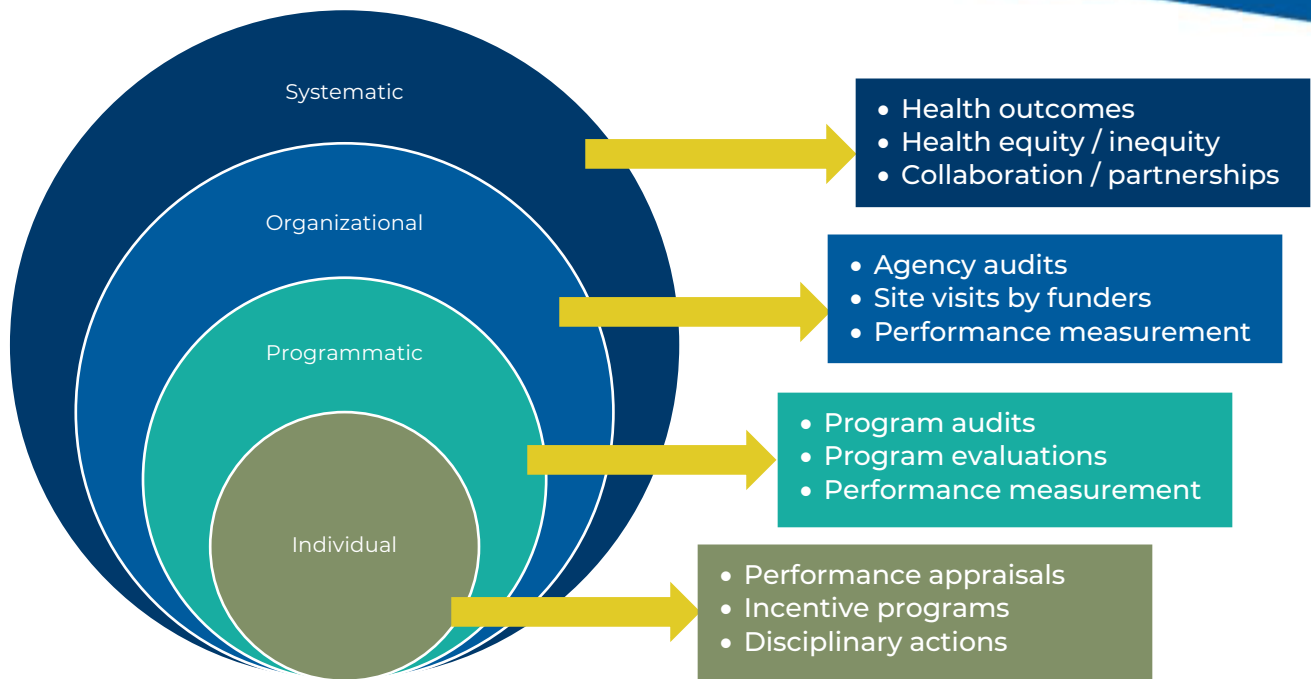 Systematic
• Health outcomes
• Health equity / inequity
• Collaboration / partnerships
Organizational
• Agency audits
• Site visits by funders
• Performance measurement
Programmatic
• Program audits
• Program evaluations
• Performance measurement
Individual
• Performance appraisals
• Incentive programs
• Disciplinary actions